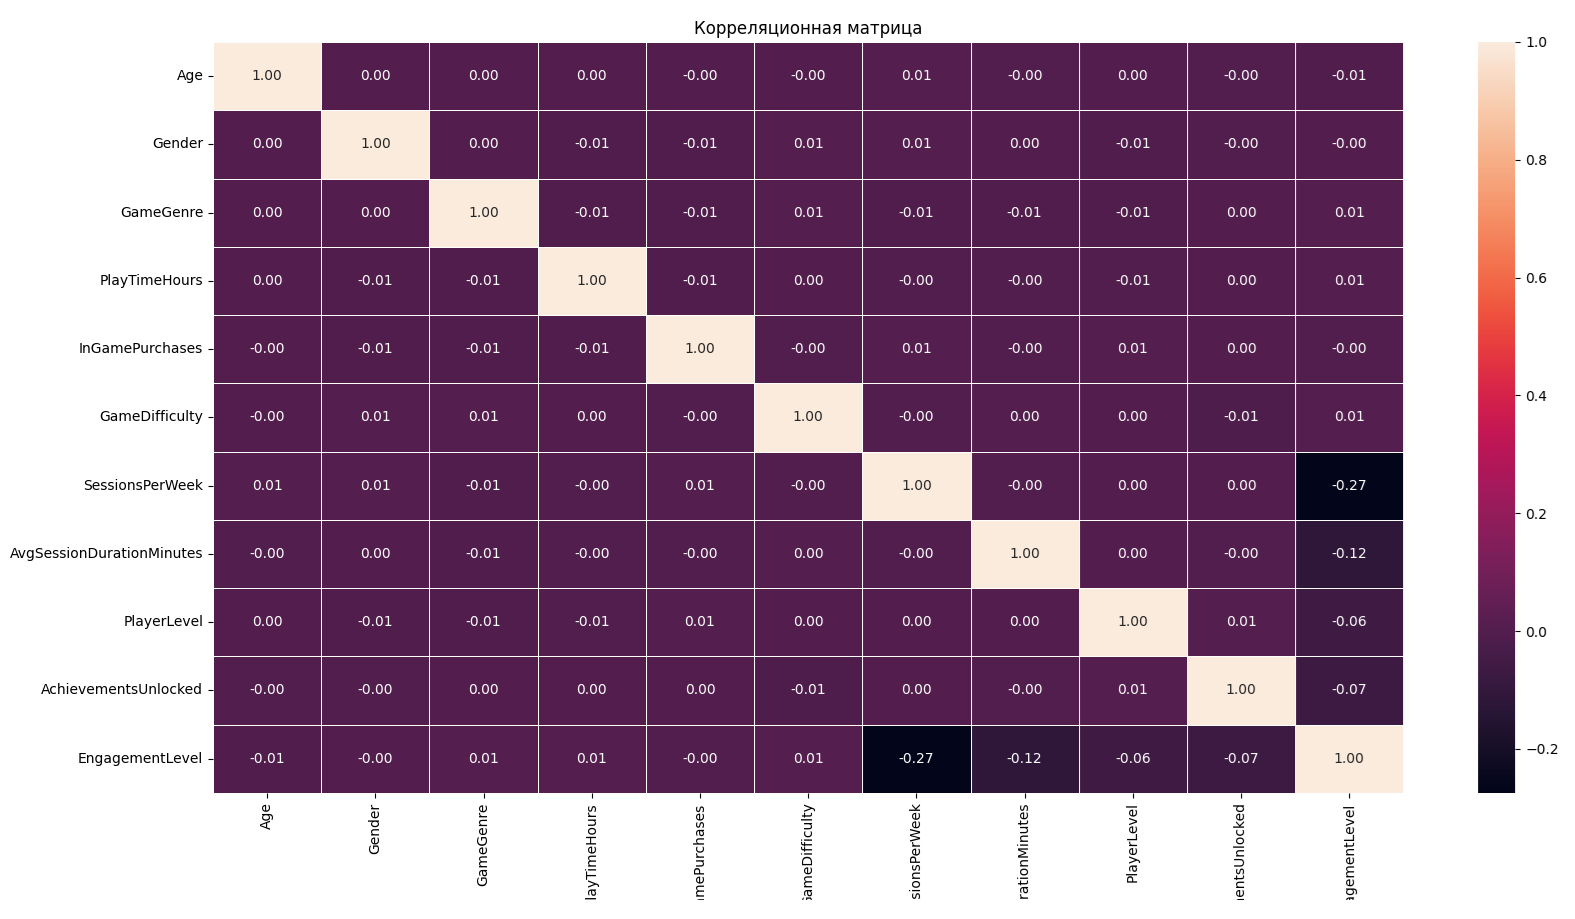 Корреляционная матрица
Age 1.00 0.00 0.00 0.00 -0.00 -0.00 0.01 -0.00 0.00 -0.00 -0.01
Gender 0.00 1.00 0.00 -0.01 -0.01 0.01 0.01 0.00 -0.01 -0.00 -0.00
GameGenre 0.00 0.00 1.00 -0.01 -0.01 0.01 -0.01 -0.01 -0.01 0.00 0.01
PlayTimeHours 0.00 -0.01 -0.01 1.00 -0.01 0.00 -0.00 -0.00 -0.01 0.00 0.01
InGamePurchases -0.00 -0.01 -0.01 -0.01 1.00 -0.00 0.01 -0.00 0.01 0.00 -0.00
GameDifficulty -0.00 0.01 0.01 0.00 -0.00 1.00 -0.00 0.00 0.00 -0.01 0.01
SessionsPerWeek 0.01 0.01 -0.01 -0.00 0.01 -0.00 1.00 -0.00 0.00 0.00 -0.27
AvgSessionDurationMinutes -0.00 0.00 -0.01 -0.00 -0.00 0.00 -0.00 1.00 0.00 -0.00 -0.12
PlayerLevel 0.00 -0.01 -0.01 -0.01 0.01 0.00 0.00 0.00 1.00 0.01 -0.06
AchievementsUnlocked -0.00 -0.00 0.00 0.00 0.00 -0.01 0.00 -0.00 0.01 1.00 -0.07
EngagementLevel -0.01 -0.00 0.01 0.01 -0.00 0.01 -0.27 -0.12 -0.06 -0.07 1.00
Age
Gender
GameGenre
layTimeHours
mePurchases
GameDifficulty
sionsPerWeek
rationMinutes
PlayerLevel
mentsUnlocked
agementLevel
1.0
0.8
0.6
0.4
0.2
0.0
−0.2